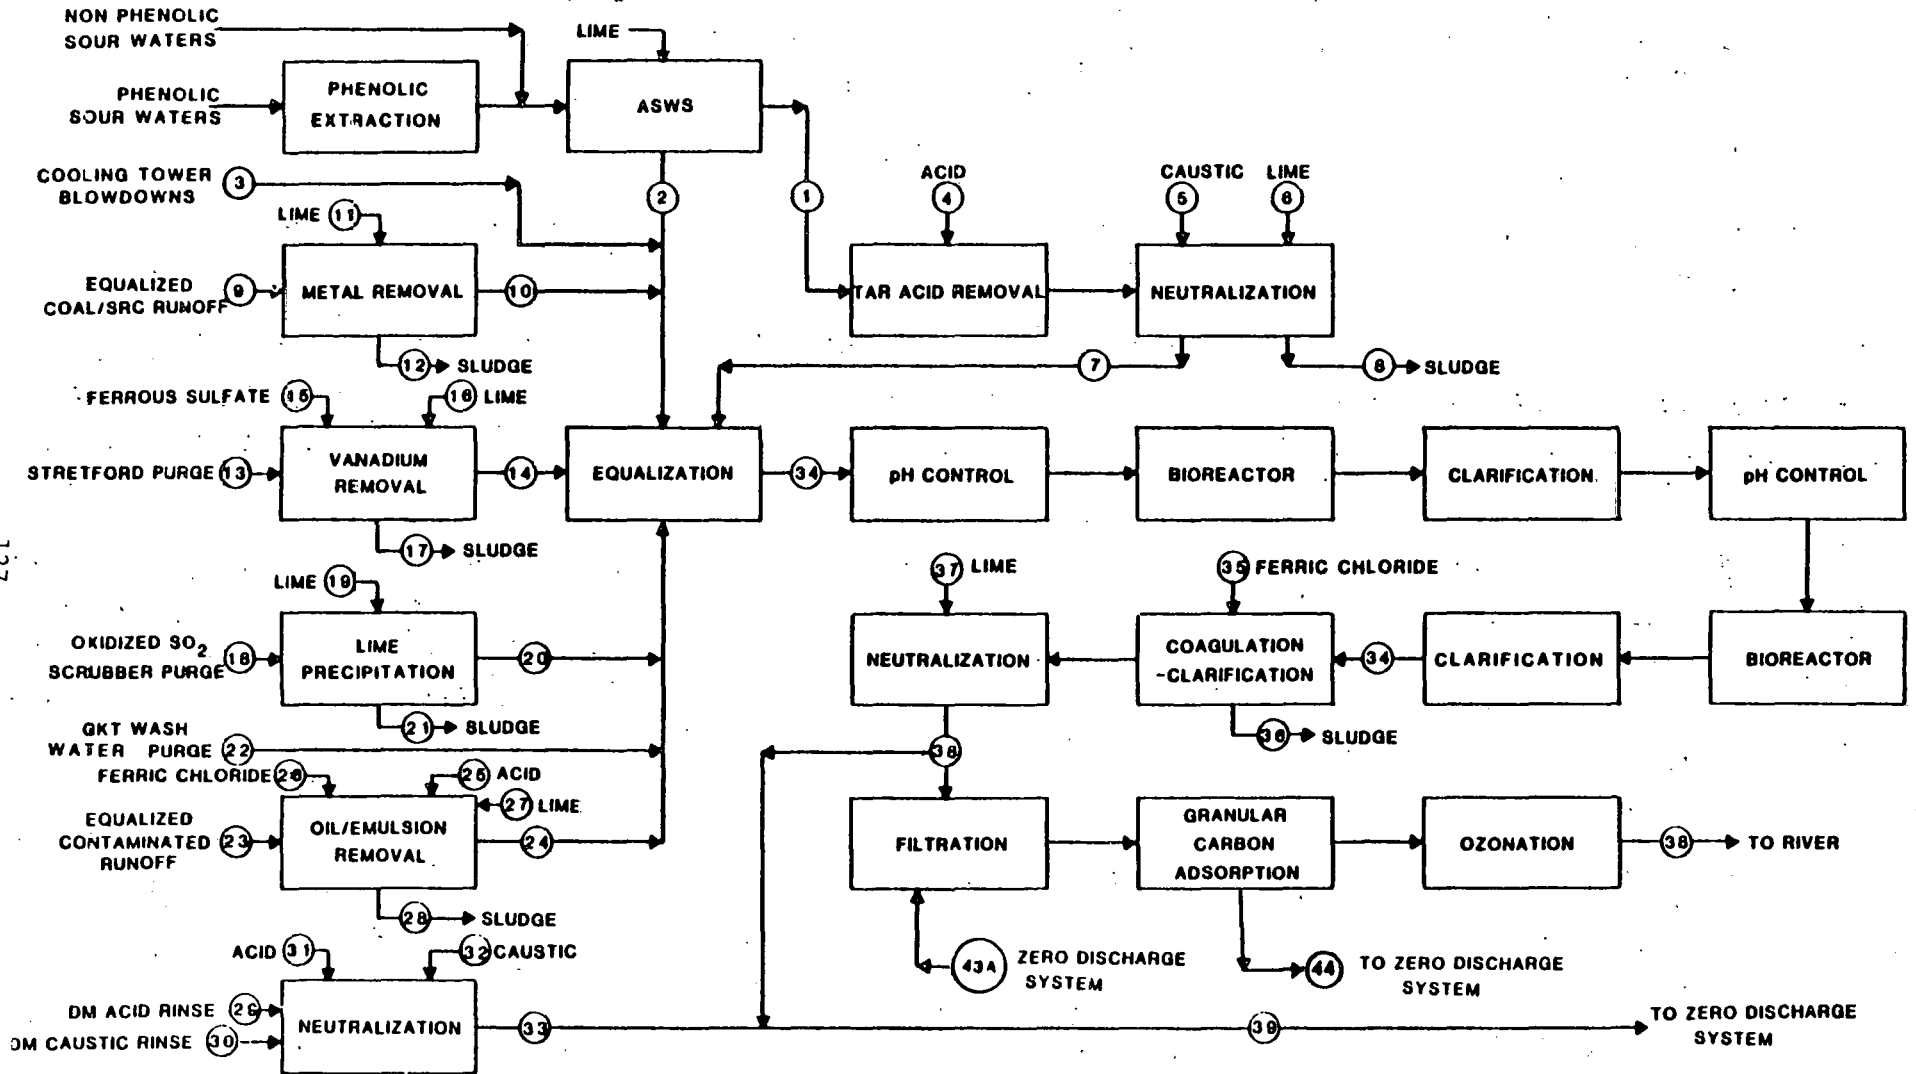 NON PHENOLIC
SOUR WATERS
LIME
PHENOLIC
SOUR WATERS
PHENOLIC
EXTRACTION
ASWS
COOLING TOWER
BLOWDOWNS
3
2
1
ACID
4
CAUSTIC
5
LIME
6
LIME 11
EQUALIZED
COAL/SRC RUNOFF
9
METAL REMOVAL
10
TAR ACID REMOVAL
NEUTRALIZATION
12 SLUDGE
7
8 SLUDGE
FERROUS SULFATE 15
16 LIME
STRETFORD PURGE 13
VANADIUM
REMOVAL
14
EQUALIZATION
34
pH CONTROL
BIOREACTOR
CLARIFICATION
pH CONTROL
17 SLUDGE
LIME 19
37 LIME
35 FERRIC CHLORIDE
OXIDIZED SO2
SCRUBBER PURGE
18
LIME
PRECIPITATION
20
NEUTRALIZATION
COAGULATION
-CLARIFICATION
34
CLARIFICATION
BIOREACTOR
21 SLUDGE
36 SLUDGE
GKT WASH
WATER PURGE 22
38
FERRIC CHLORIDE 26
25 ACID
27 LIME
EQUALIZED
CONTAMINATED
RUNOFF
23
OIL/EMULSION
REMOVAL
24
FILTRATION
GRANULAR
CARBON
ADSORPTION
OZONATION
38 TO RIVER
28 SLUDGE
ACID 31
32 CAUSTIC
43A ZERO DISCHARGE
SYSTEM
44 TO ZERO DISCHARGE
SYSTEM
DM ACID RINSE 29
DM CAUSTIC RINSE 30
NEUTRALIZATION
33
39
TO ZERO DISCHARGE
SYSTEM